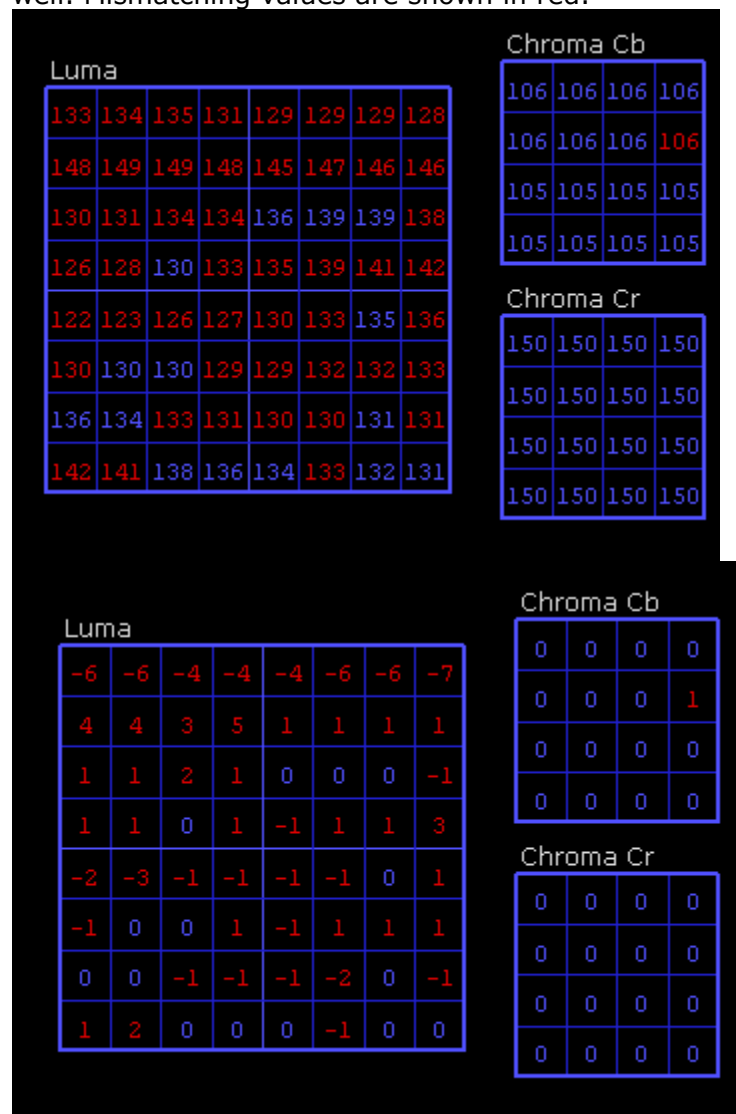 well. Mismatching values are shown in red.
Luma
133 134 135 131 129 129 129 128
148 149 149 148 145 147 146 146
130 131 134 134 136 139 139 138
126 128 130 133 135 139 141 142
122 123 126 127 130 133 135 136
130 130 130 129 129 132 132 133
136 134 133 131 130 130 131 131
142 141 138 136 134 133 132 131
Chroma Cb
106 106 106 106
106 106 106 106
105 105 105 105
105 105 105 105
Chroma Cr
150 150 150 150
150 150 150 150
150 150 150 150
150 150 150 150
Luma
-6 -6 -4 -4 -4 -6 -6 -7
4 4 3 5 1 1 1 1
1 1 2 1 0 0 0 -1
1 1 0 1 -1 1 1 3
-2 -3 -1 -1 -1 -1 0 1
-1 0 0 1 -1 1 1 1
0 0 -1 -1 -1 -2 0 -1
1 2 0 0 0 -1 0 0
Chroma Cb
0 0 0 0
0 0 0 1
0 0 0 0
0 0 0 0
Chroma Cr
0 0 0 0
0 0 0 0
0 0 0 0
0 0 0 0